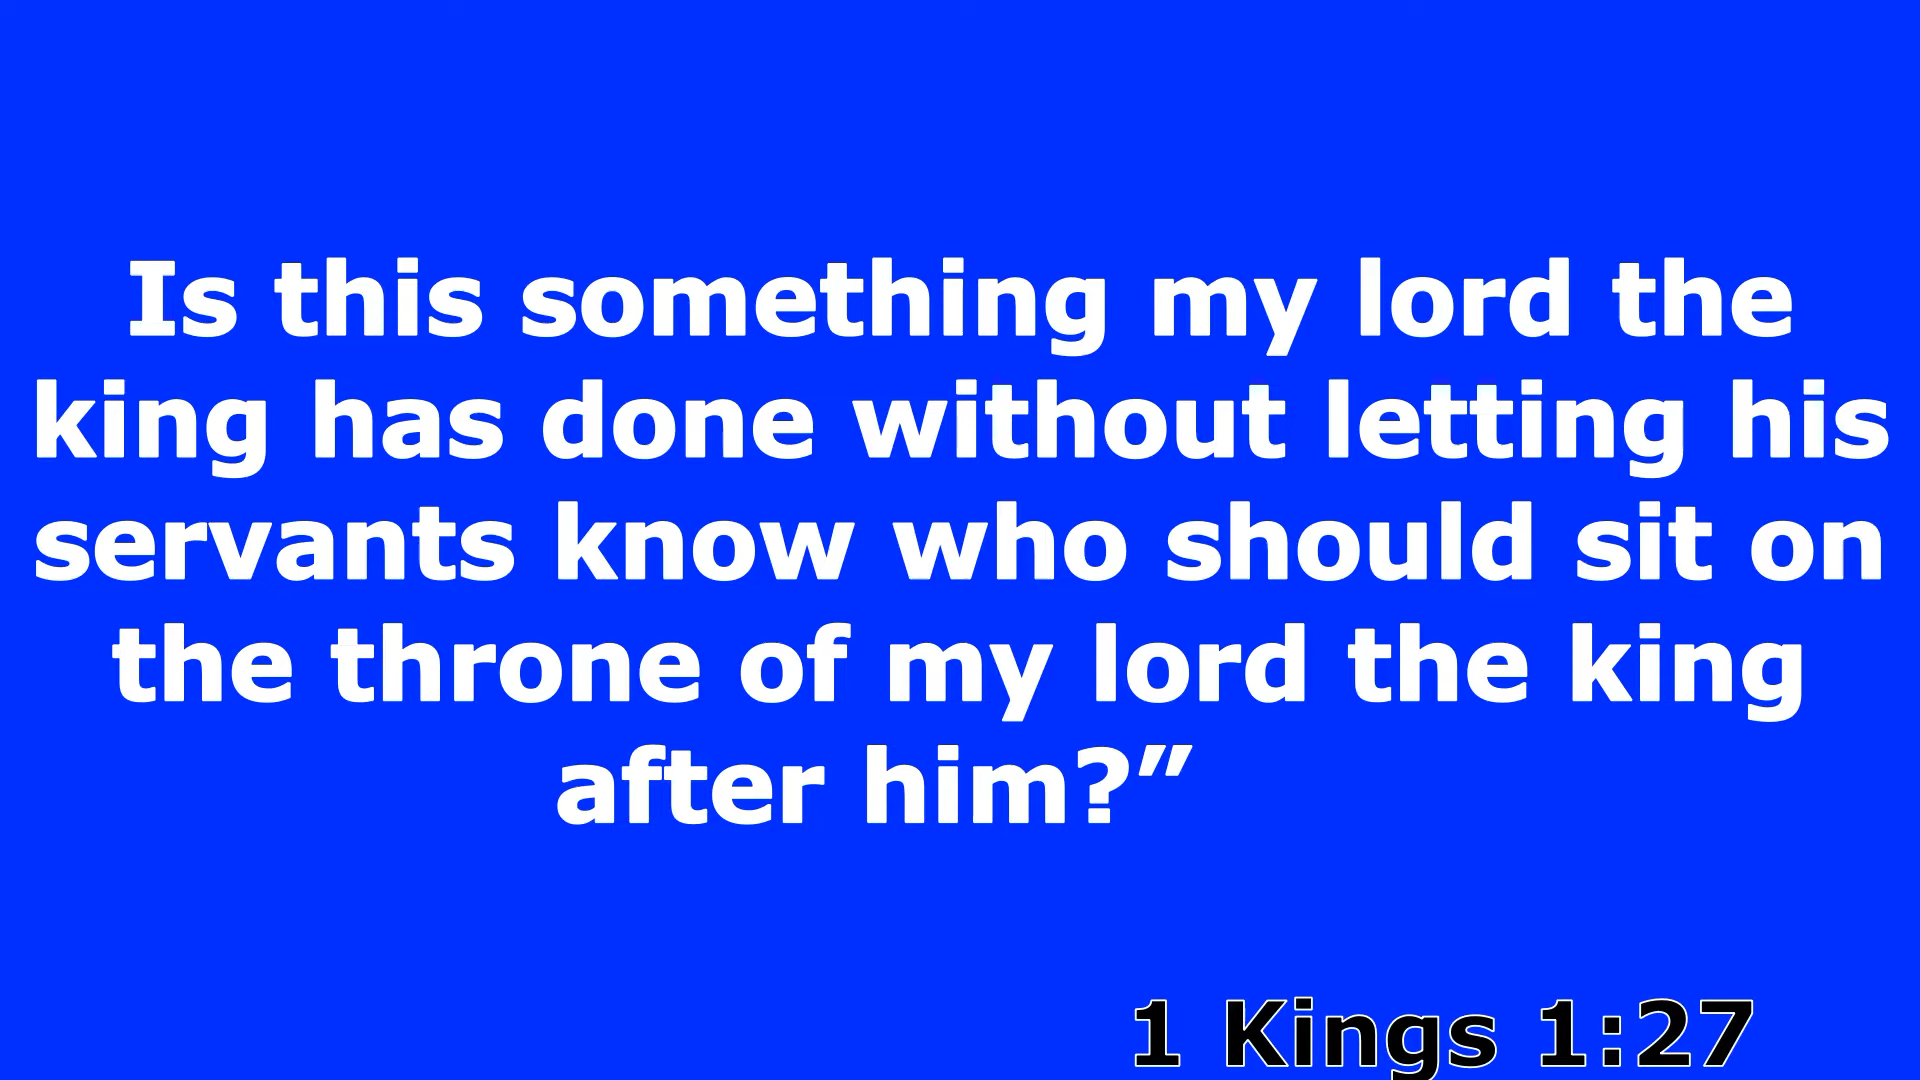 Is this something my lord the
king has done without letting his
servants know who should sit on
the throne of my lord the king
after him?”
1 Kings 1:27